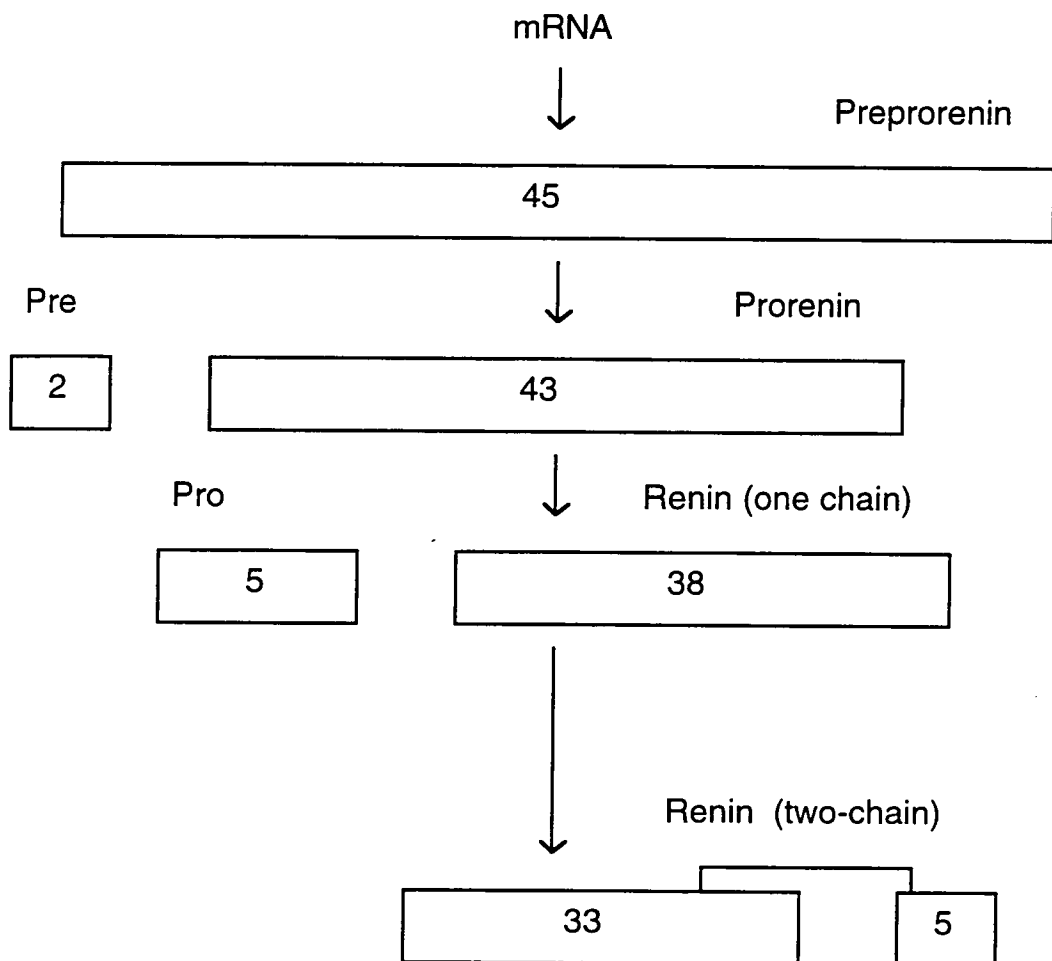 mRNA
Preprorenin
45
Pre
Prorenin
2
43
Pro
Renin (one chain)
5
38
Renin (two-chain)
33
5